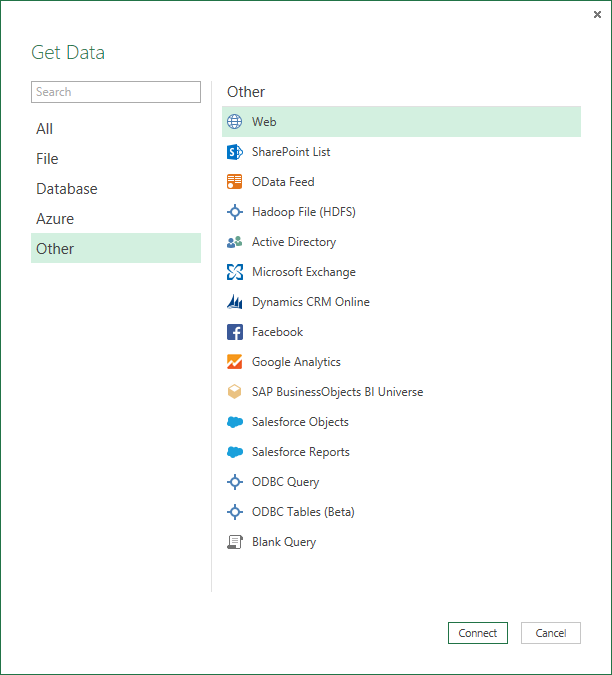 Get Data
Search
All
File
Database
Azure
Other
Other
Web
SharePoint List
OData Feed
Hadoop File (HDFS)
Active Directory
Microsoft Exchange
Dynamics CRM Online
Facebook
Google Analytics
SAP BusinessObjects BI Universe
Salesforce Objects
Salesforce Reports
ODBC Query
ODBC Tables (Beta)
Blank Query
Connect
Cancel